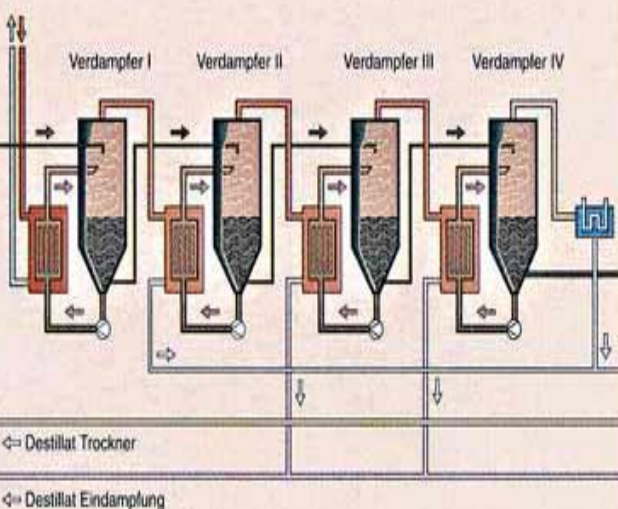 Verdampfer I
Verdampfer II
Verdampfer III
Verdampfer IV
Destillat Trockner
Destillat Eindampfung